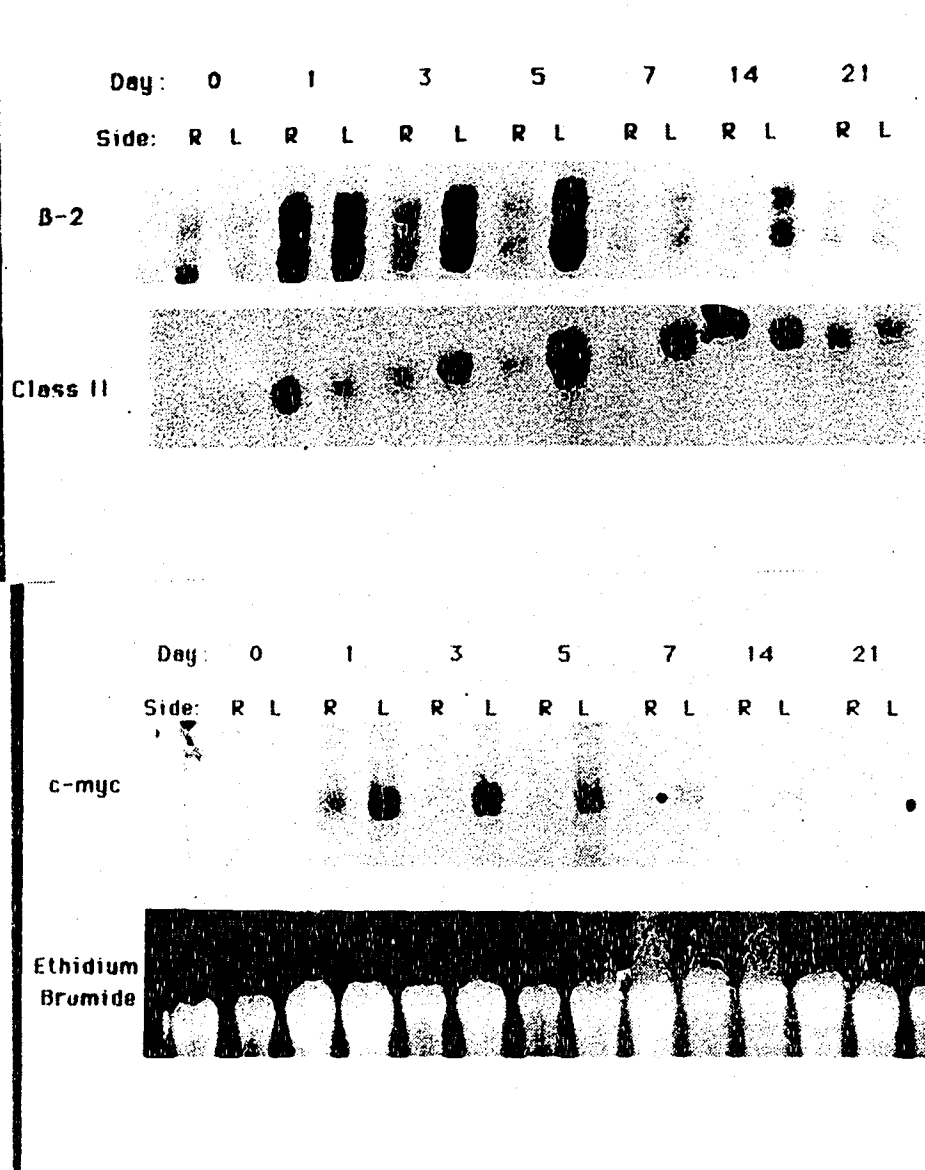 Day: 0 1 3 5 7 14 21
Side: R L R L R L R L R L R L R L
ß-2
Class II
Day: 0 1 3 5 7 14 21
Side: R L R L R L R L R L R L R L
c-myc
Ethidium
Bromide